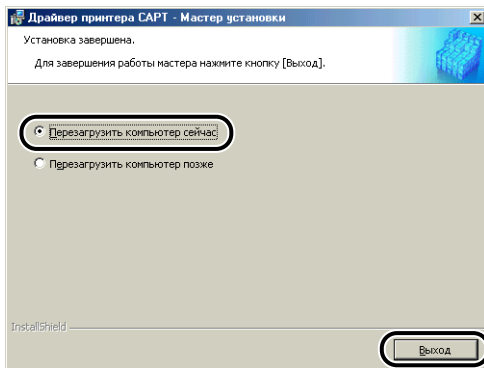 Драйвер принтера CAPT - Мастер установки
Установка завершена.
Для завершения работы мастера нажмите кнопку [Выход].
Перезагрузить компьютер сейчас
Перезагрузить компьютер позже
InstallShield
Выход